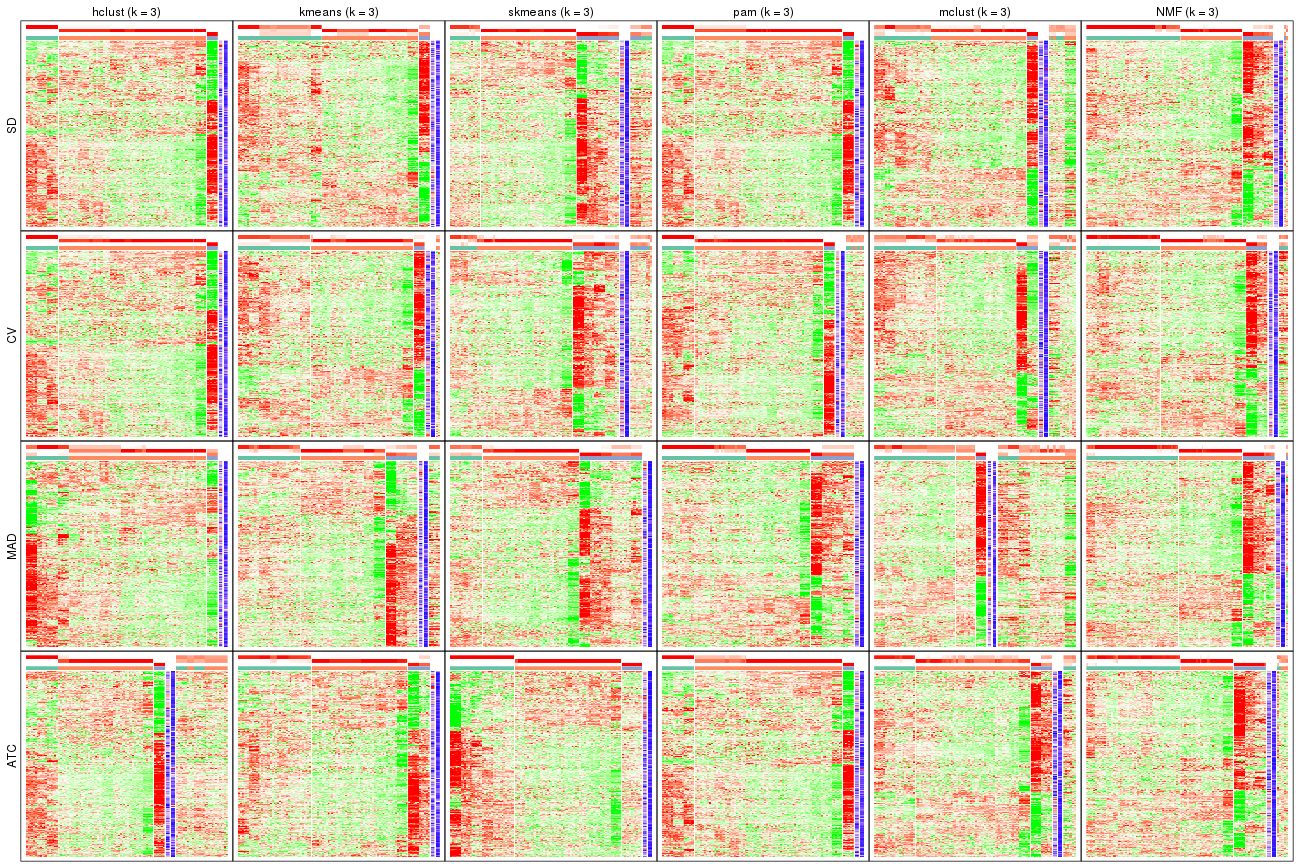 hclust (k = 3) kmeans (k = 3) skmeans (k = 3) pam (k = 3) mclust (k = 3) NMF (k = 3)
SD
CV
MAD
ATC